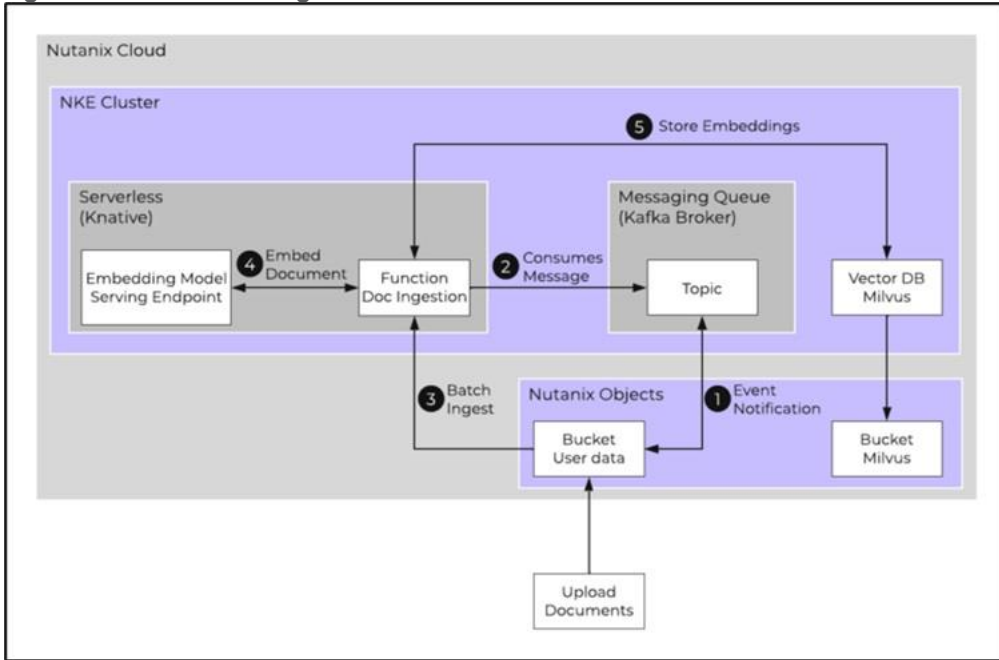 Nutanix Cloud
NKE Cluster
5 Store Embeddings
Serverless
(Knative)
Messaging Queue
(Kafka Broker)
4 Embed
Document
2 Consumes
Message
Embedding Model
Serving Endpoint
Function
Doc Ingestion
Topic
Vector DB
Milvus
3 Batch
Ingest
Nutanix Objects
1 Event
Notification
Bucket
User data
Bucket
Milvus
Upload
Documents